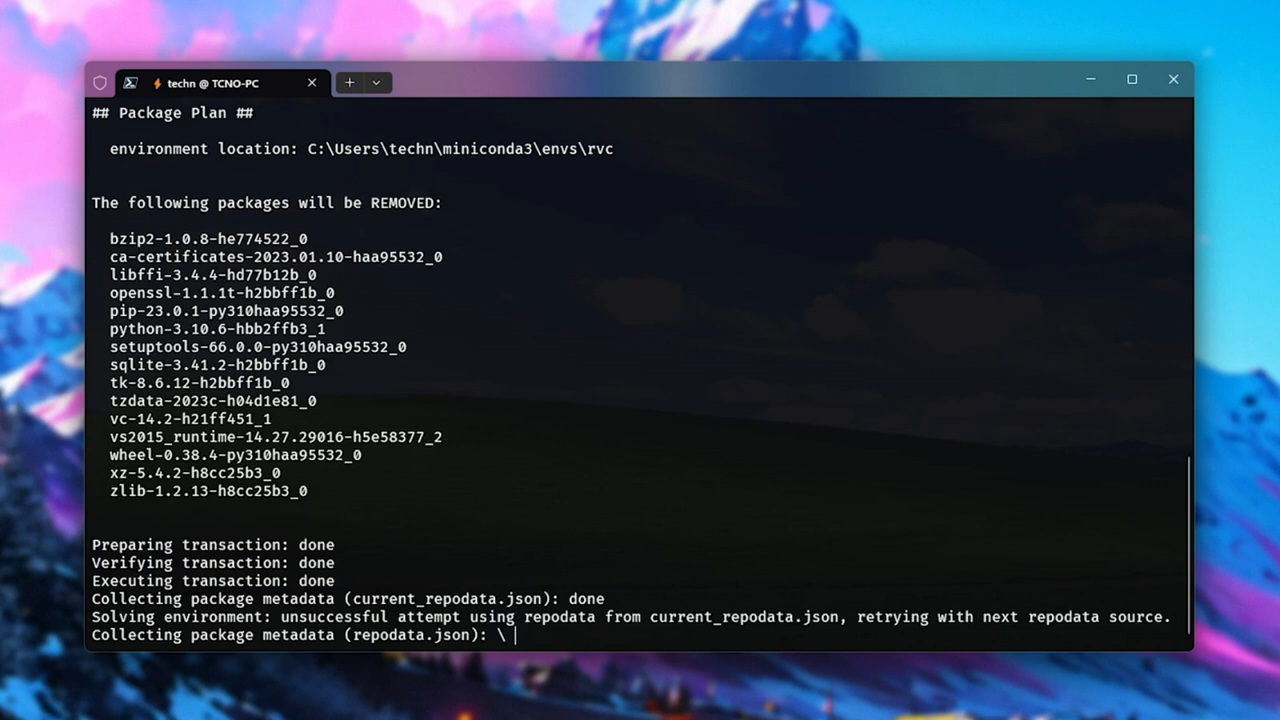 techn @ TCNO-PC
## Package Plan ##
environment location: C:\Users\techn\miniconda3\envs\rvc
The following packages will be REMOVED:
bzip2-1.0.8-he774522_0
ca-certificates-2023.01.10-haa95532_0
libffi-3.4.4-hd77b12b_0
openssl-1.1.1t-h2bbff1b_0
pip-23.0.1-py310haa95532_0
python-3.10.6-hbb2ffb3_1
setuptools-66.0.0-py310haa95532_0
sqlite-3.41.2-h2bbff1b_0
tk-8.6.12-h2bbff1b_0
tzdata-2023c-h04d1e81_0
vc-14.2-h21ff451_1
vs2015_runtime-14.27.29016-h5e58377_2
wheel-0.38.4-py310haa95532_0
xz-5.4.2-h8cc25b3_0
zlib-1.2.13-h8cc25b3_0
Preparing transaction: done
Verifying transaction: done
Executing transaction: done
Collecting package metadata (current_repodata.json): done
Solving environment: unsuccessful attempt using repodata from current_repodata.json, retrying with next repodata source.
Collecting package metadata (repodata.json): \